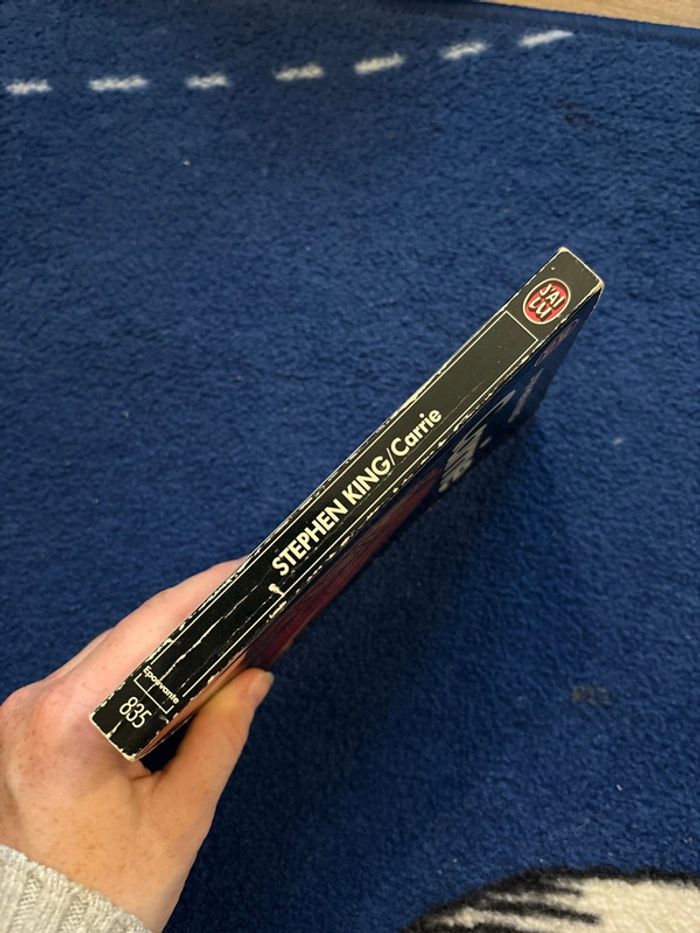 J'AI
LU
STEPHEN KING/Carrie
Epouvante
835